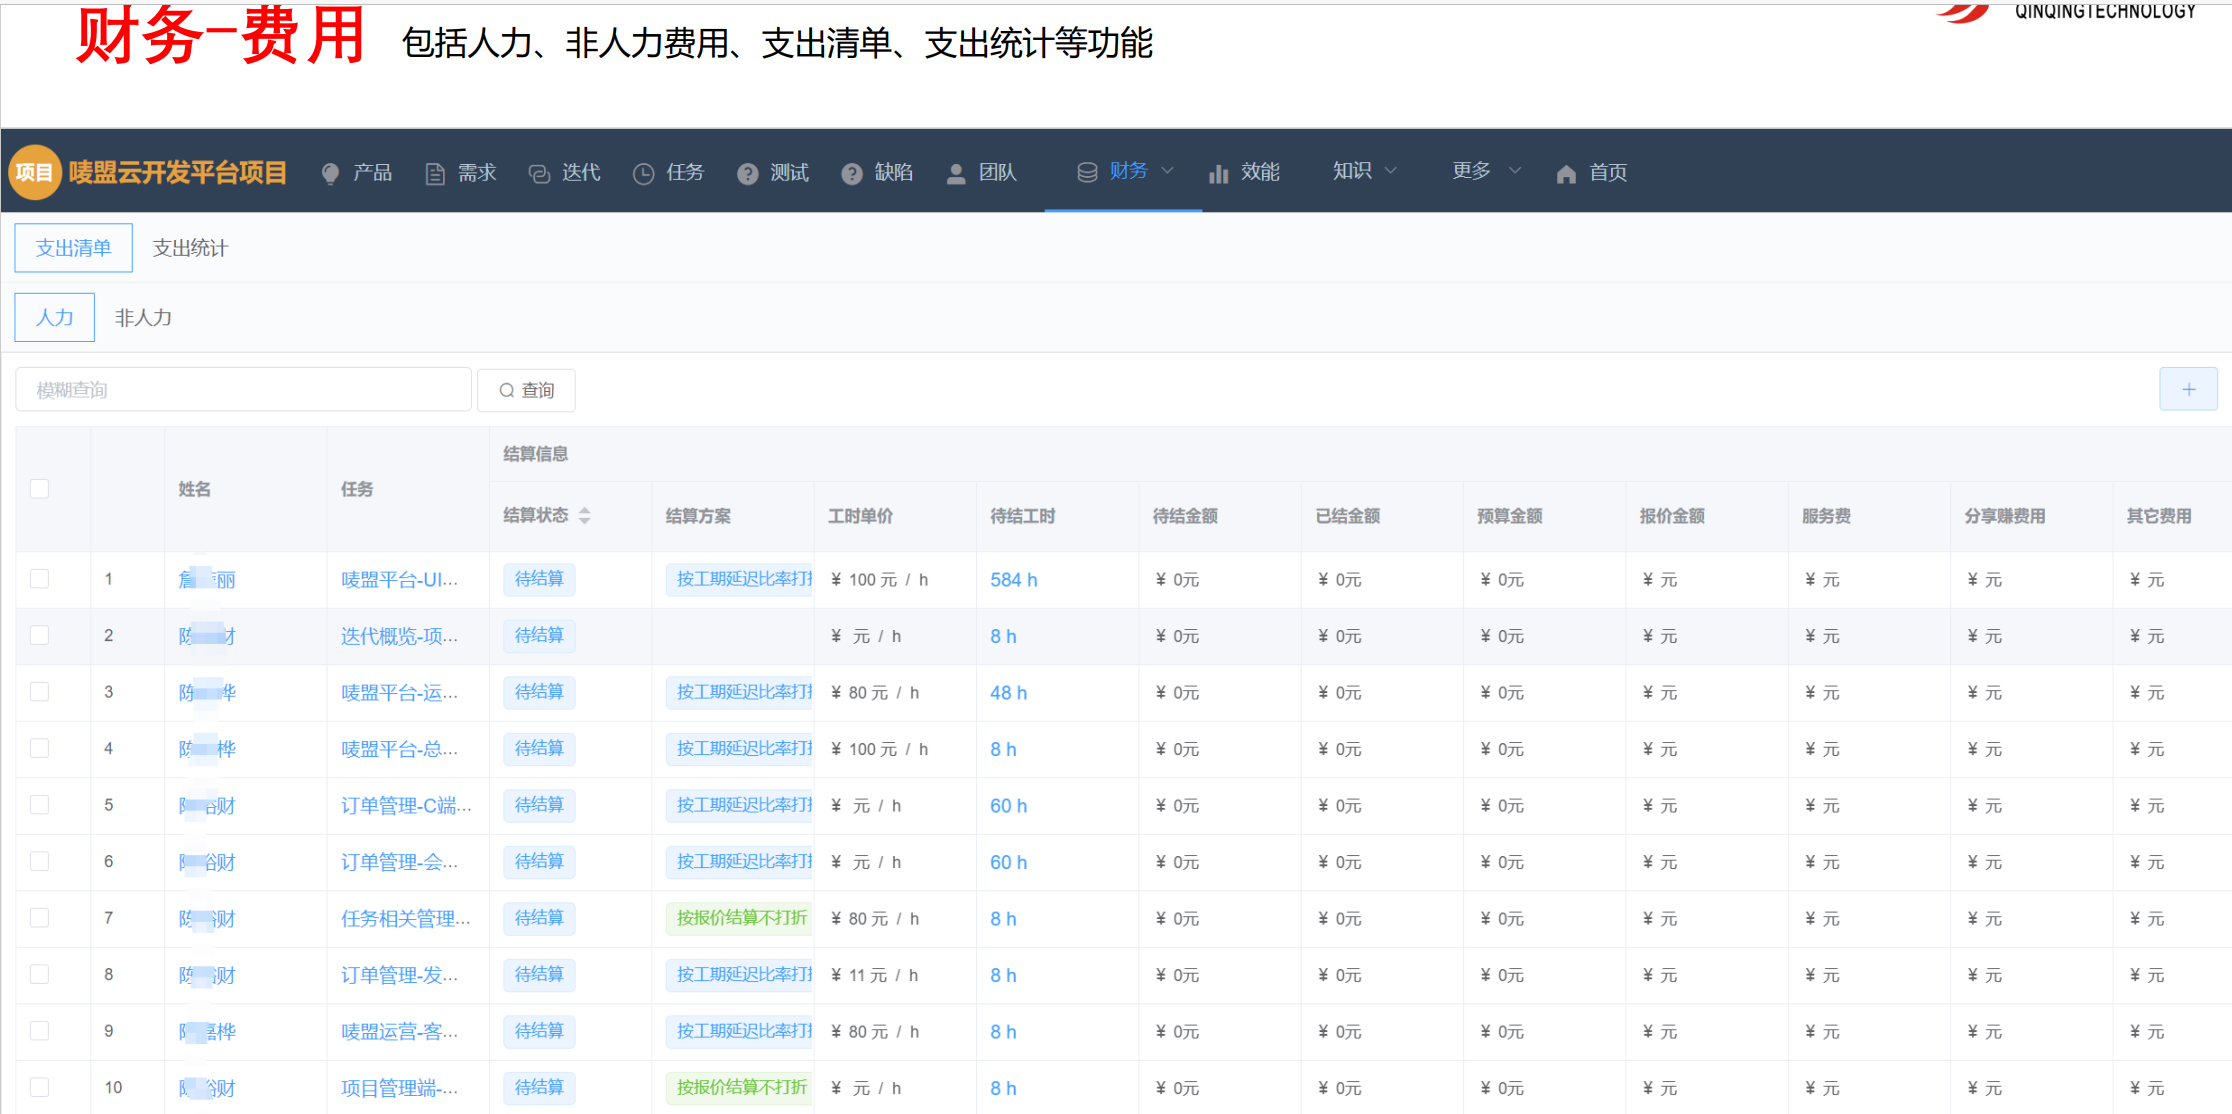 财务-费用 包括人力、非人力费用、支出清单、支出统计等功能
QINQINGTECHNOLOGY
项目 唛盟云开发平台项目 产品 需求 迭代 任务 测试 缺陷 团队 财务 效能 知识 更多 首页
支出清单 支出统计
人力 非人力
模糊查询 查询 +
姓名 任务 结算信息
结算状态 结算方案 工时单价 待结工时 待结金额 已结金额 预算金额 报价金额 服务费 分享赚费用 其它费用
1 丽 唛盟平台-UI... 待结算 按工期延迟比率打 ¥ 100 元 / h 584 h ¥ 0元 ¥ 0元 ¥ 0元 ¥ 元 ¥ 元 ¥ 元 ¥ 元
2 陈 财 迭代概览-项... 待结算 ¥ 元 / h 8 h ¥ 0元 ¥ 0元 ¥ 0元 ¥ 元 ¥ 元 ¥ 元 ¥ 元
3 陈 桦 唛盟平台-运... 待结算 按工期延迟比率打 ¥ 80 元 / h 48 h ¥ 0元 ¥ 0元 ¥ 0元 ¥ 元 ¥ 元 ¥ 元 ¥ 元
4 陈 桦 唛盟平台-总... 待结算 按工期延迟比率打 ¥ 100 元 / h 8 h ¥ 0元 ¥ 0元 ¥ 0元 ¥ 元 ¥ 元 ¥ 元 ¥ 元
5 财 订单管理-C端... 待结算 按工期延迟比率打 ¥ 元 / h 60 h ¥ 0元 ¥ 0元 ¥ 0元 ¥ 元 ¥ 元 ¥ 元 ¥ 元
6 财 订单管理-会... 待结算 按工期延迟比率打 ¥ 元 / h 60 h ¥ 0元 ¥ 0元 ¥ 0元 ¥ 元 ¥ 元 ¥ 元 ¥ 元
7 陈 财 任务相关管理... 待结算 按报价结算不打折 ¥ 80 元 / h 8 h ¥ 0元 ¥ 0元 ¥ 0元 ¥ 元 ¥ 元 ¥ 元 ¥ 元
8 陈 财 订单管理-发... 待结算 按工期延迟比率打 ¥ 11 元 / h 8 h ¥ 0元 ¥ 0元 ¥ 0元 ¥ 元 ¥ 元 ¥ 元 ¥ 元
9 桦 唛盟运营-客... 待结算 按工期延迟比率打 ¥ 80 元 / h 8 h ¥ 0元 ¥ 0元 ¥ 0元 ¥ 元 ¥ 元 ¥ 元 ¥ 元
10 财 项目管理端-... 待结算 按报价结算不打折 ¥ 元 / h 8 h ¥ 0元 ¥ 0元 ¥ 0元 ¥ 元 ¥ 元 ¥ 元 ¥ 元